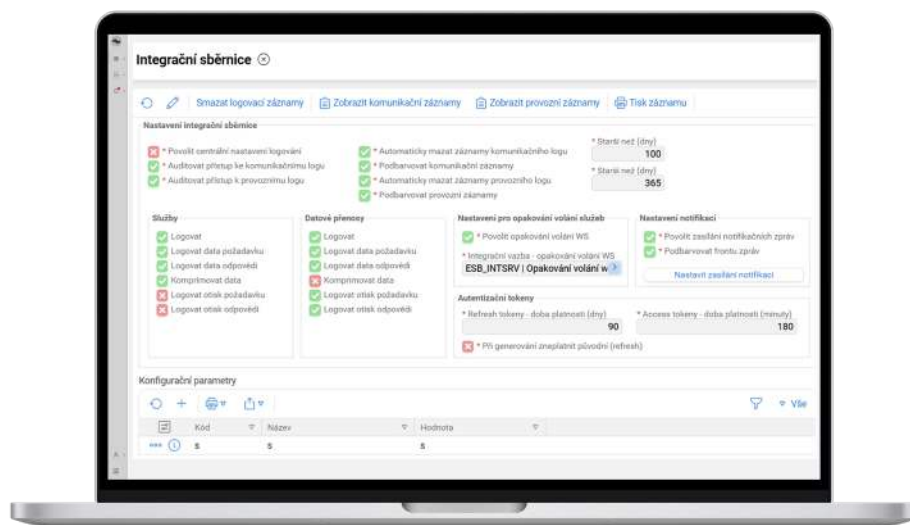 Integrační sběrnice
Smazat logovací záznamy Zobrazit komunikační záznamy Zobrazit provozní záznamy Tisk záznamu
Nastavení integrační sběrnice
* Povolit centrální nastavení logování
* Auditovat přístup ke komunikačnímu logu
* Auditovat přístup k provoznímu logu
* Automaticky mazat záznamy komunikačního logu
* Podbarvovat komunikační záznamy
* Automaticky mazat záznamy provozního logu
* Podbarvovat provozní záznamy
* Starší než (dny)
100
* Starší než (dny)
365
Služby
Logovat
Logovat data požadavku
Logovat data odpovědi
Komprimovat data
Logovat otisk požadavku
Logovat otisk odpovědi
Datové přenosy
Logovat
Logovat data požadavku
Logovat data odpovědi
Komprimovat data
Logovat otisk požadavku
Logovat otisk odpovědi
Nastavení pro opakování volání služeb
* Povolit opakování volání WS
* Integrační vazba - opakování volání WS
ESB_INTSRV | Opakování volání w
Nastavení notifikací
* Povolit zasílání notifikačních zpráv
* Podbarvovat frontu zpráv
Nastavit zasílání notifikací
Autentizační tokeny
* Refresh tokeny - doba platnosti (dny)
90
* Access tokeny - doba platnosti (minuty)
180
* Při generování zneplatnit původní (refresh)
Konfigurační parametry
Vše
Kód Název Hodnota
s s s